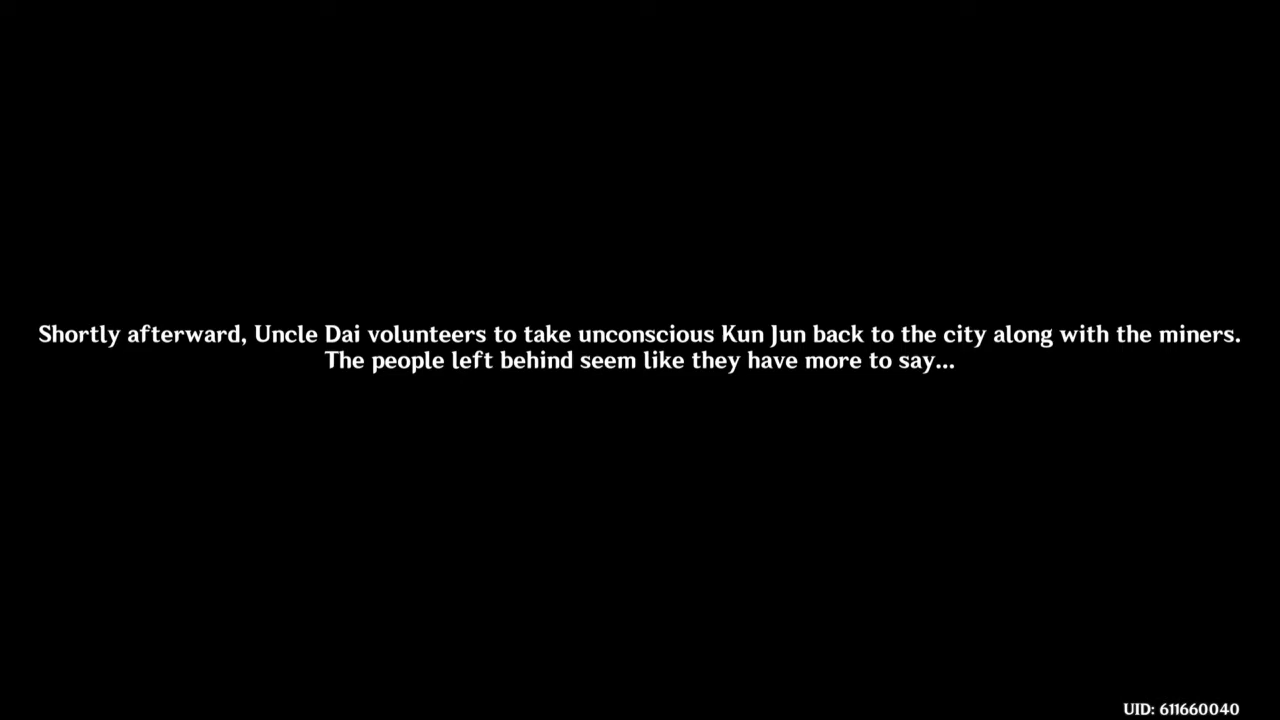 Shortly afterward, Uncle Dai volunteers to take unconscious Kun Jun back to the city along with the miners.
The people left behind seem like they have more to say...
UID: 611660040